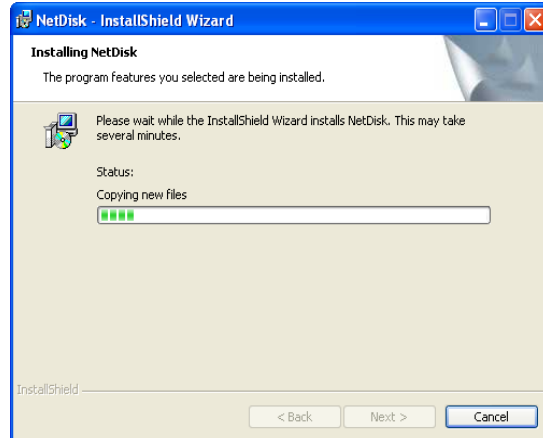 NetDisk - InstallShield Wizard
Installing NetDisk
The program features you selected are being installed.
Please wait while the InstallShield Wizard installs NetDisk. This may take
several minutes.
Status:
Copying new files
InstallShield
< Back Next > Cancel